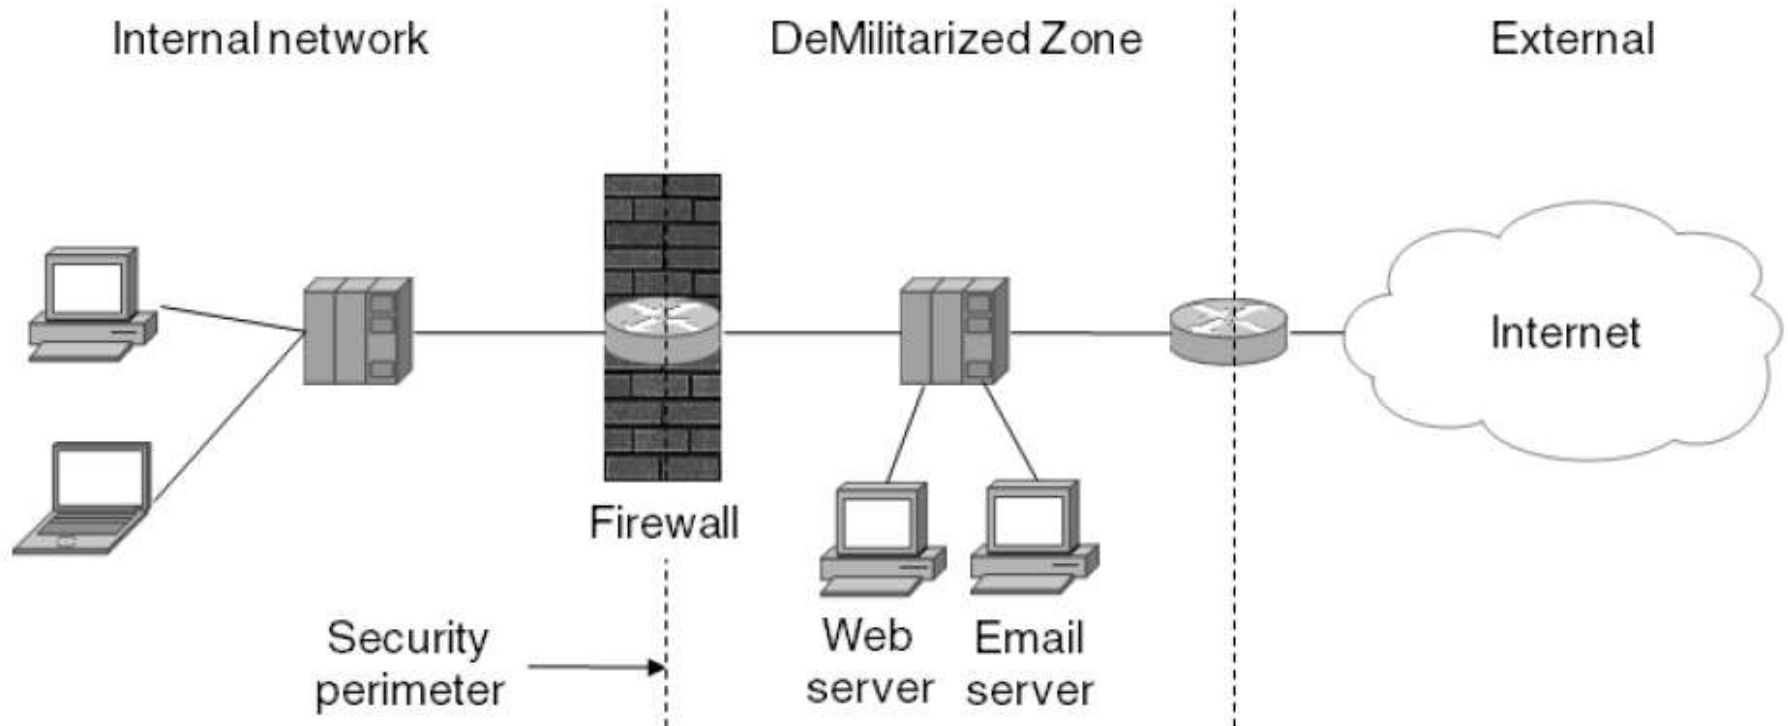 Internal network
DeMilitarized Zone
External
Internet
Firewall
Security
perimeter
Web
server
Email
server